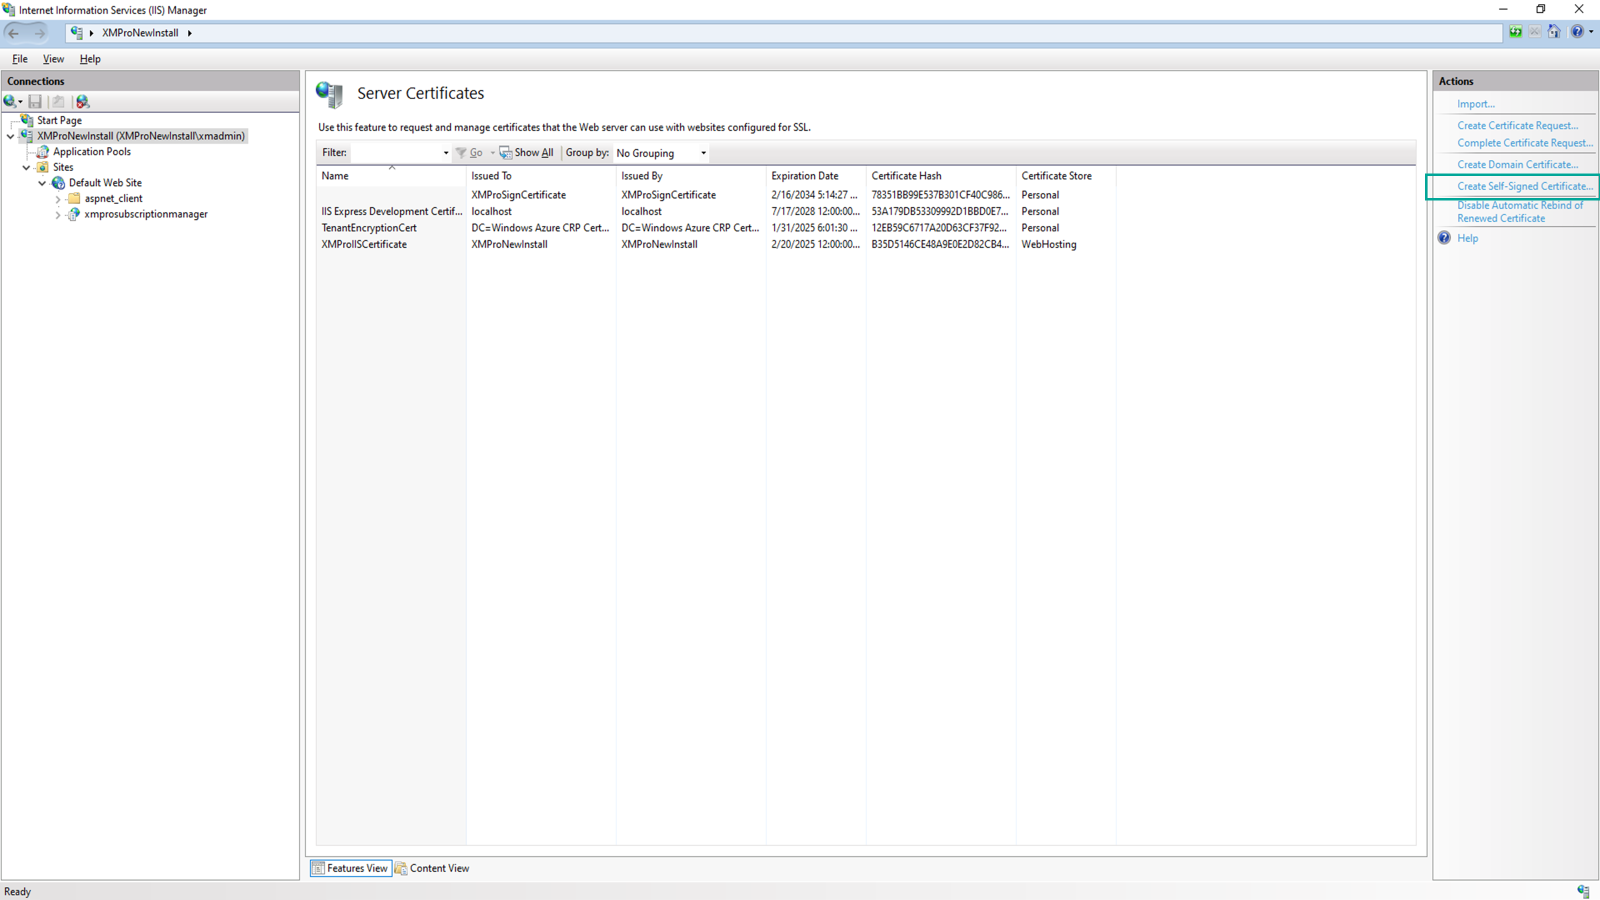 Internet Information Services (IIS) Manager
XMProNewInstall
File View Help
Connections
Start Page
XMProNewInstall (XMProNewInstall\xmadmin)
Application Pools
Sites
Default Web Site
aspnet_client
xmprosubscriptionmanager
Server Certificates
Use this feature to request and manage certificates that the Web server can use with websites configured for SSL.
Filter: Go Show All Group by: No Grouping
Name Issued To Issued By Expiration Date Certificate Hash Certificate Store
XMProSignCertificate XMProSignCertificate 2/16/2034 5:14:27 ... 78351BB99E537B301CF40C986... Personal
IIS Express Development Certif... localhost localhost 7/17/2028 12:00:00... 53A179DB53309992D1BBD0E7... Personal
TenantEncryptionCert DC=Windows Azure CRP Cert... DC=Windows Azure CRP Cert... 1/31/2025 6:01:30 ... 12EB59C6717A20D63CF37F92... Personal
XMProIISCertificate XMProNewInstall XMProNewInstall 2/20/2025 12:00:00... B35D5146CE48A9E0E2D82CB4... WebHosting
Features View Content View
Actions
Import...
Create Certificate Request...
Complete Certificate Request...
Create Domain Certificate...
Create Self-Signed Certificate...
Disable Automatic Rebind of
Renewed Certificate
Help
Ready